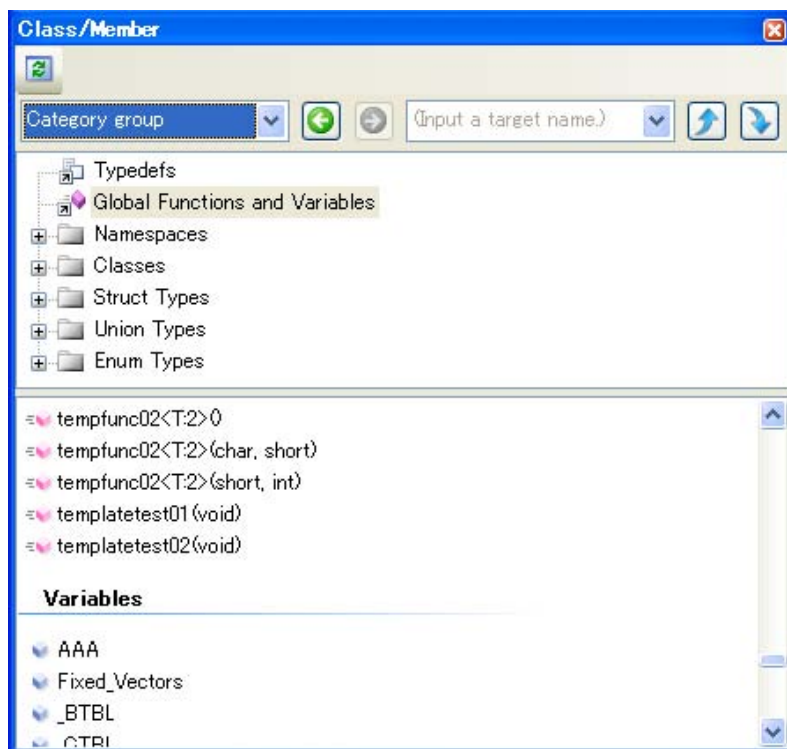 Class/Member
Category group
(Input a target name.)
Typedefs
Global Functions and Variables
Namespaces
Classes
Struct Types
Union Types
Enum Types
tempfunc02<T:2>()
tempfunc02<T:2>(char, short)
tempfunc02<T:2>(short, int)
templatetest01(void)
templatetest02(void)
Variables
AAA
Fixed_Vectors
_BTBL
_CTBL